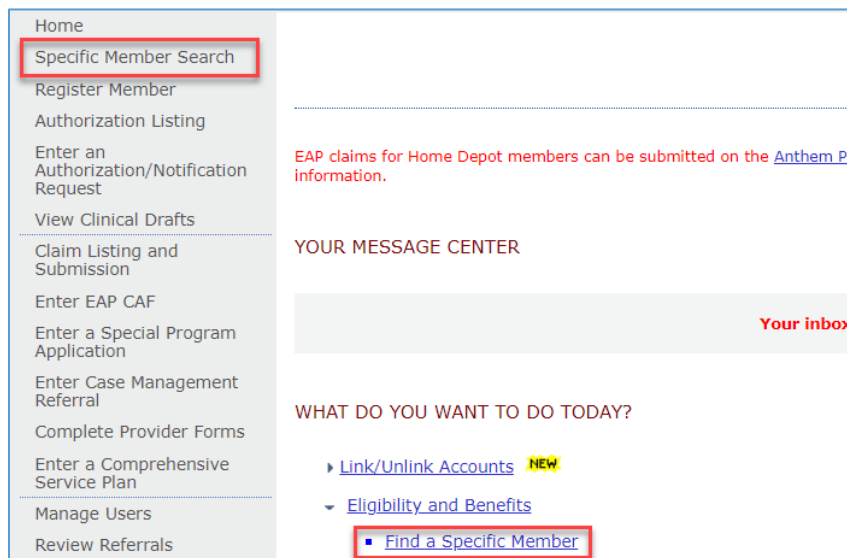 Home
Specific Member Search
Register Member
Authorization Listing
Enter an
Authorization/Notification
Request
View Clinical Drafts
Claim Listing and
Submission
Enter EAP CAF
Enter a Special Program
Application
Enter Case Management
Referral
Complete Provider Forms
Enter a Comprehensive
Service Plan
Manage Users
Review Referrals
EAP claims for Home Depot members can be submitted on the Anthem P
information.
YOUR MESSAGE CENTER
Your inbox
WHAT DO YOU WANT TO DO TODAY?
Link/Unlink Accounts NEW
Eligibility and Benefits
Find a Specific Member